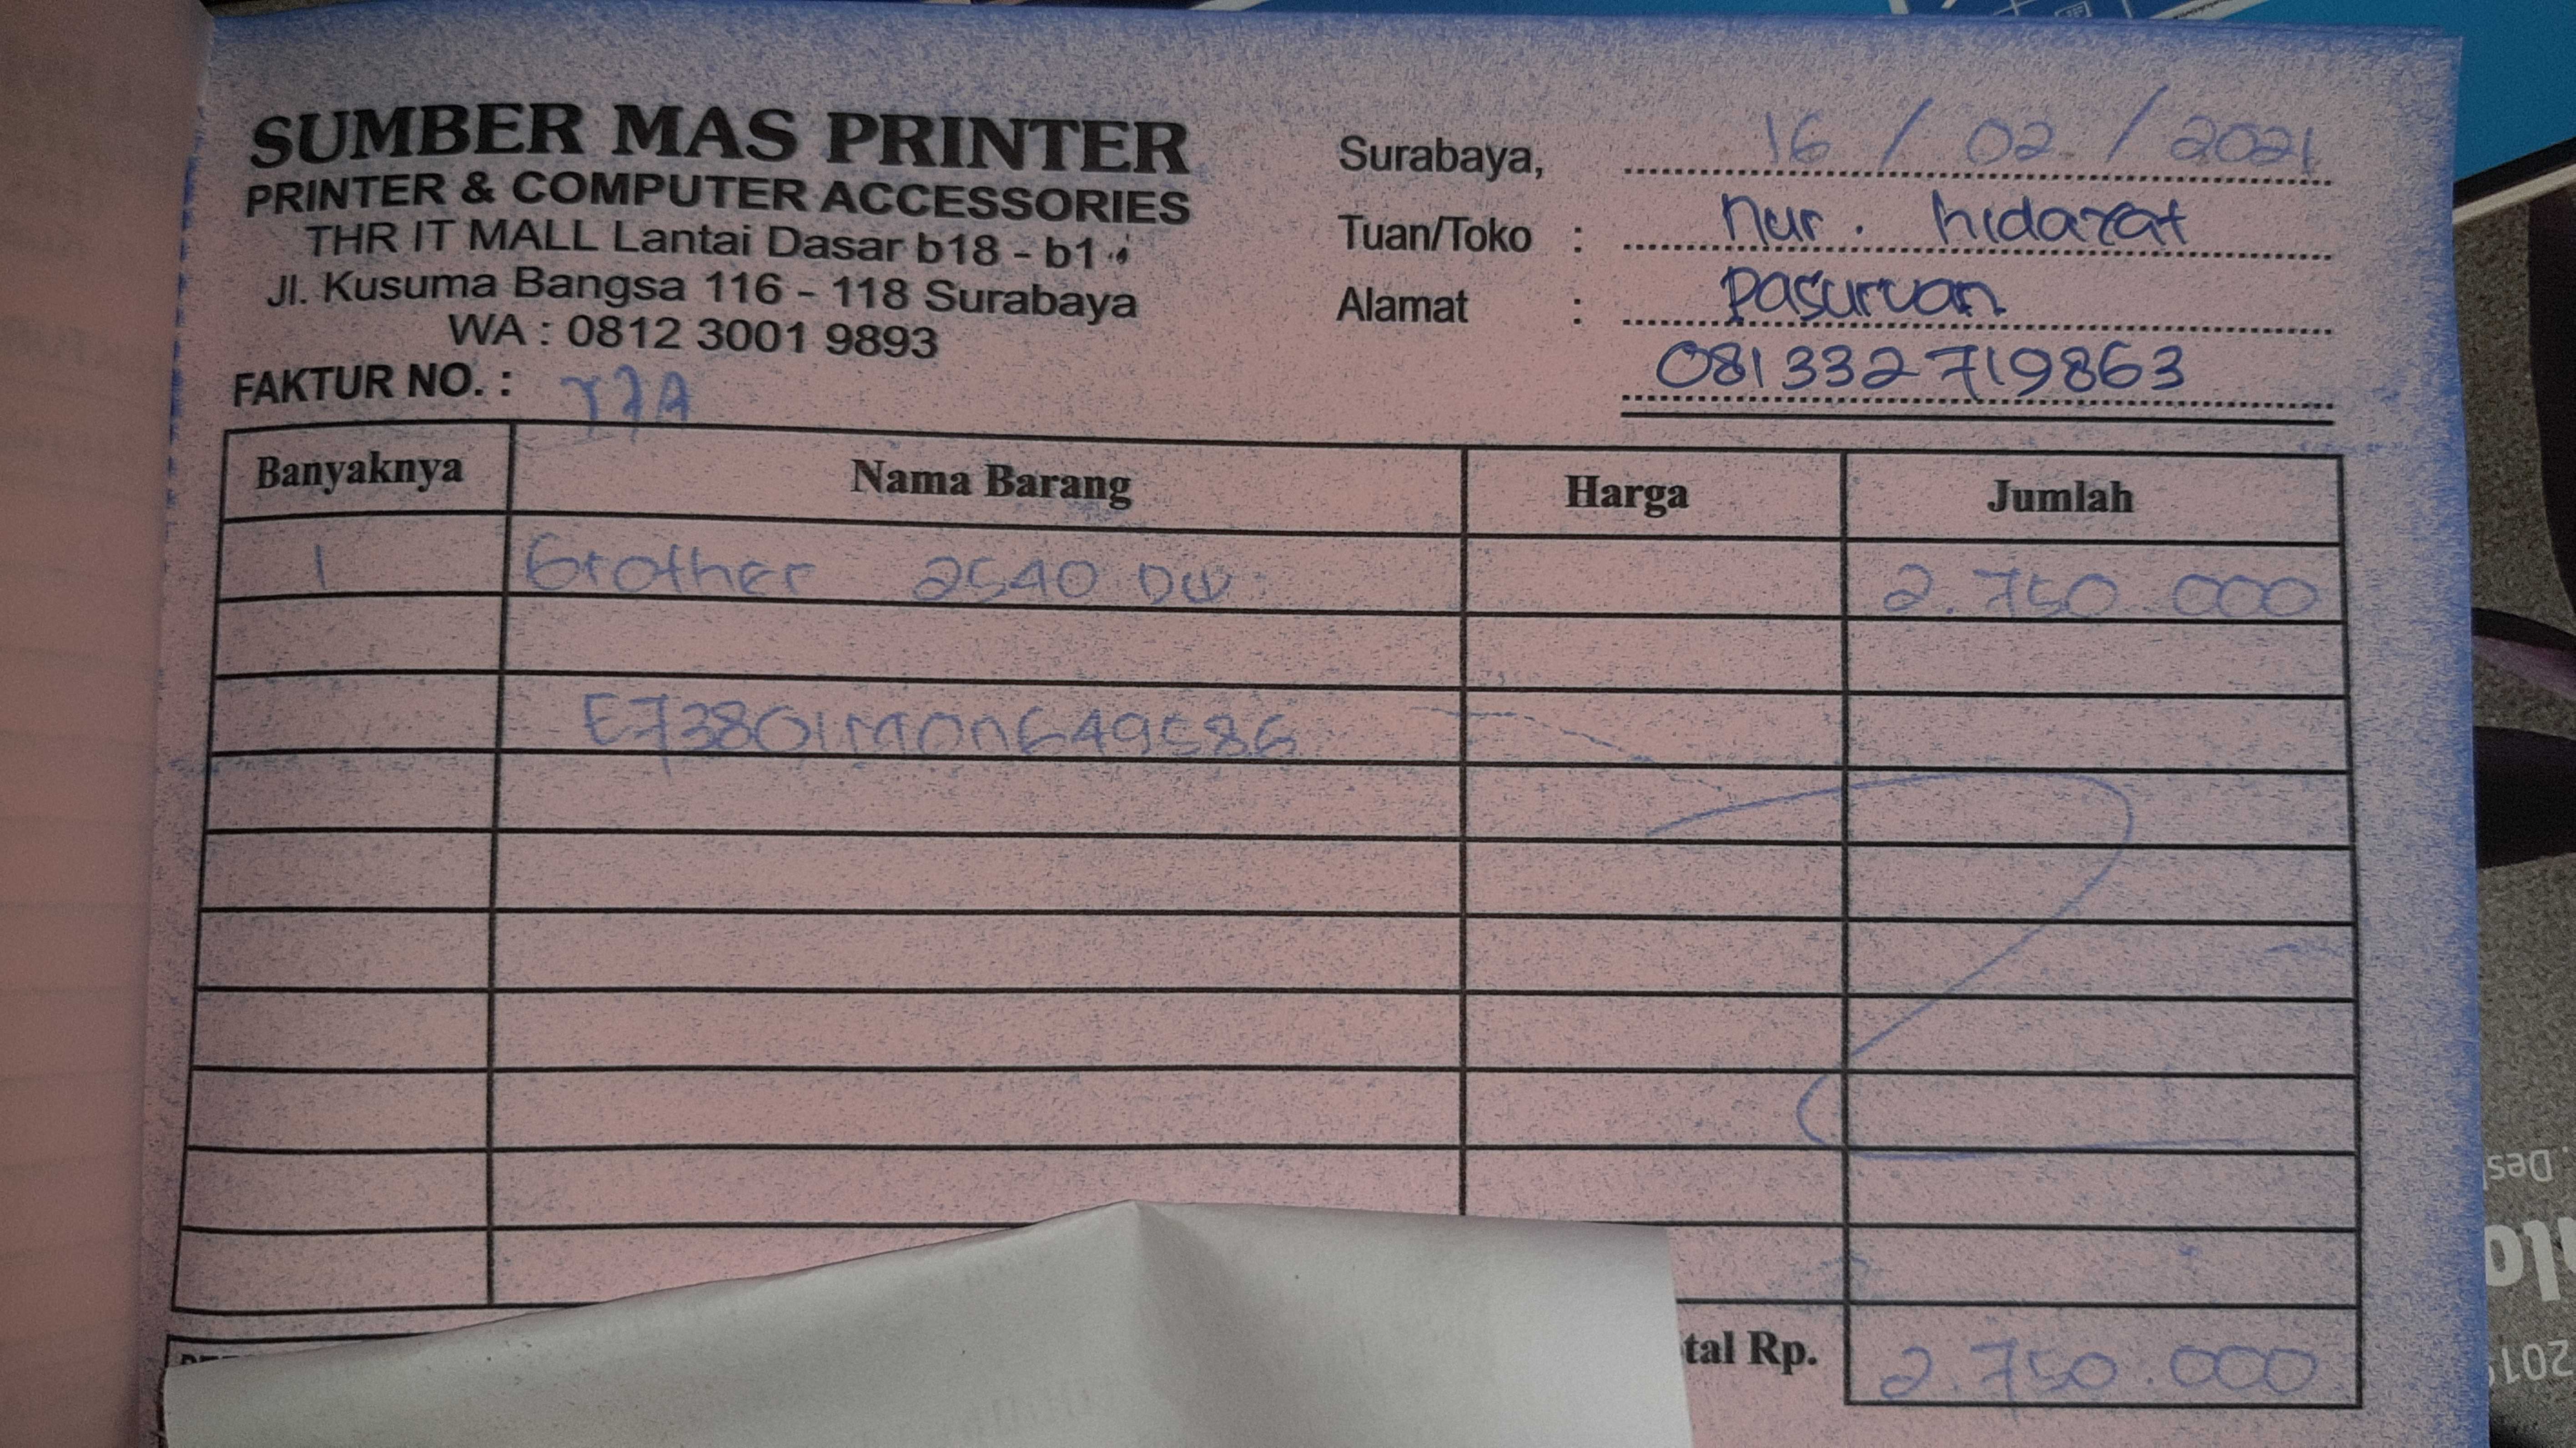 SUMBER MAS PRINTER
PRINTER & COMPUTER ACCESSORIES
THR IT MALL Lantai Dasar b18 - b1
Jl. Kusuma Bangsa 116 - 118 Surabaya
WA : 0812 3001 9893
FAKTUR NO. :
Surabaya, 16 / 02 / 2021
Tuan/Toko : nur. hidayat
Alamat : Pasuruan
081332719863
Banyaknya Nama Barang Harga Jumlah
1 Brother 2540 DW 2.750.000
E73801M0N649586
tal Rp. 2.750.000